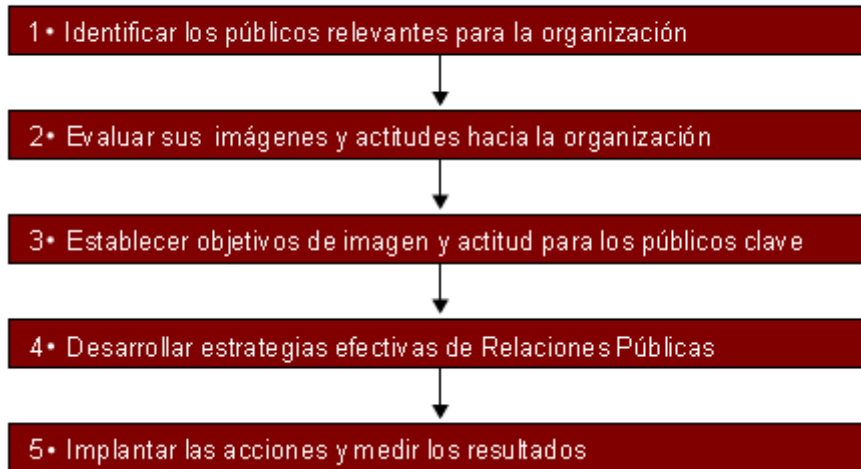 1• Identificar los públicos relevantes para la organización
2• Evaluar sus imágenes y actitudes hacia la organización
3• Establecer objetivos de imagen y actitud para los públicos clave
4• Desarrollar estrategias efectivas de Relaciones Públicas
5• Implantar las acciones y medir los resultados